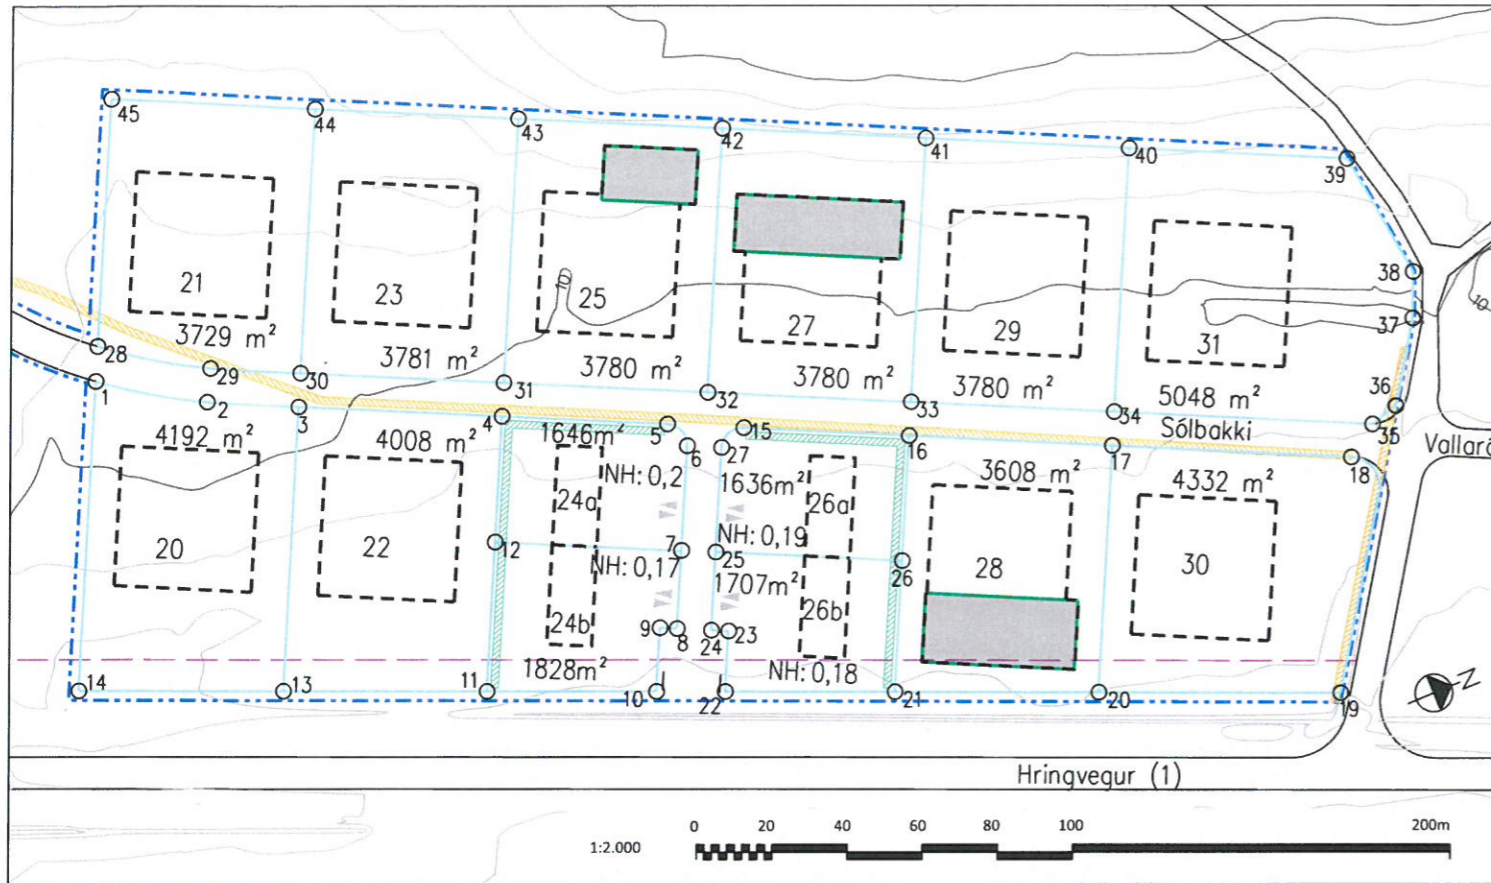 45
44
43
42
41
40
39
38
37
36
35
21
23
25
10
27
29
31
10
3729 m²
3781 m²
3780 m²
3780 m²
3780 m²
5048 m²
28
29
30
31
32
33
34
Sólbakki
Vallará
1
2
3
4
5
6
27
15
16
17
18
4192 m²
4008 m²
1646m²
NH: 0,2
1636m²
3608 m²
4332 m²
24a
26a
NH: 0,19
12
7
25
26
NH: 0,17
1707m²
20
22
28
30
24b
9
8
24
23
26b
1828m²
NH: 0,18
14
13
11
10
22
21
20
19
N
Hringvegur (1)
1:2.000
0 20 40 60 80 100 200m